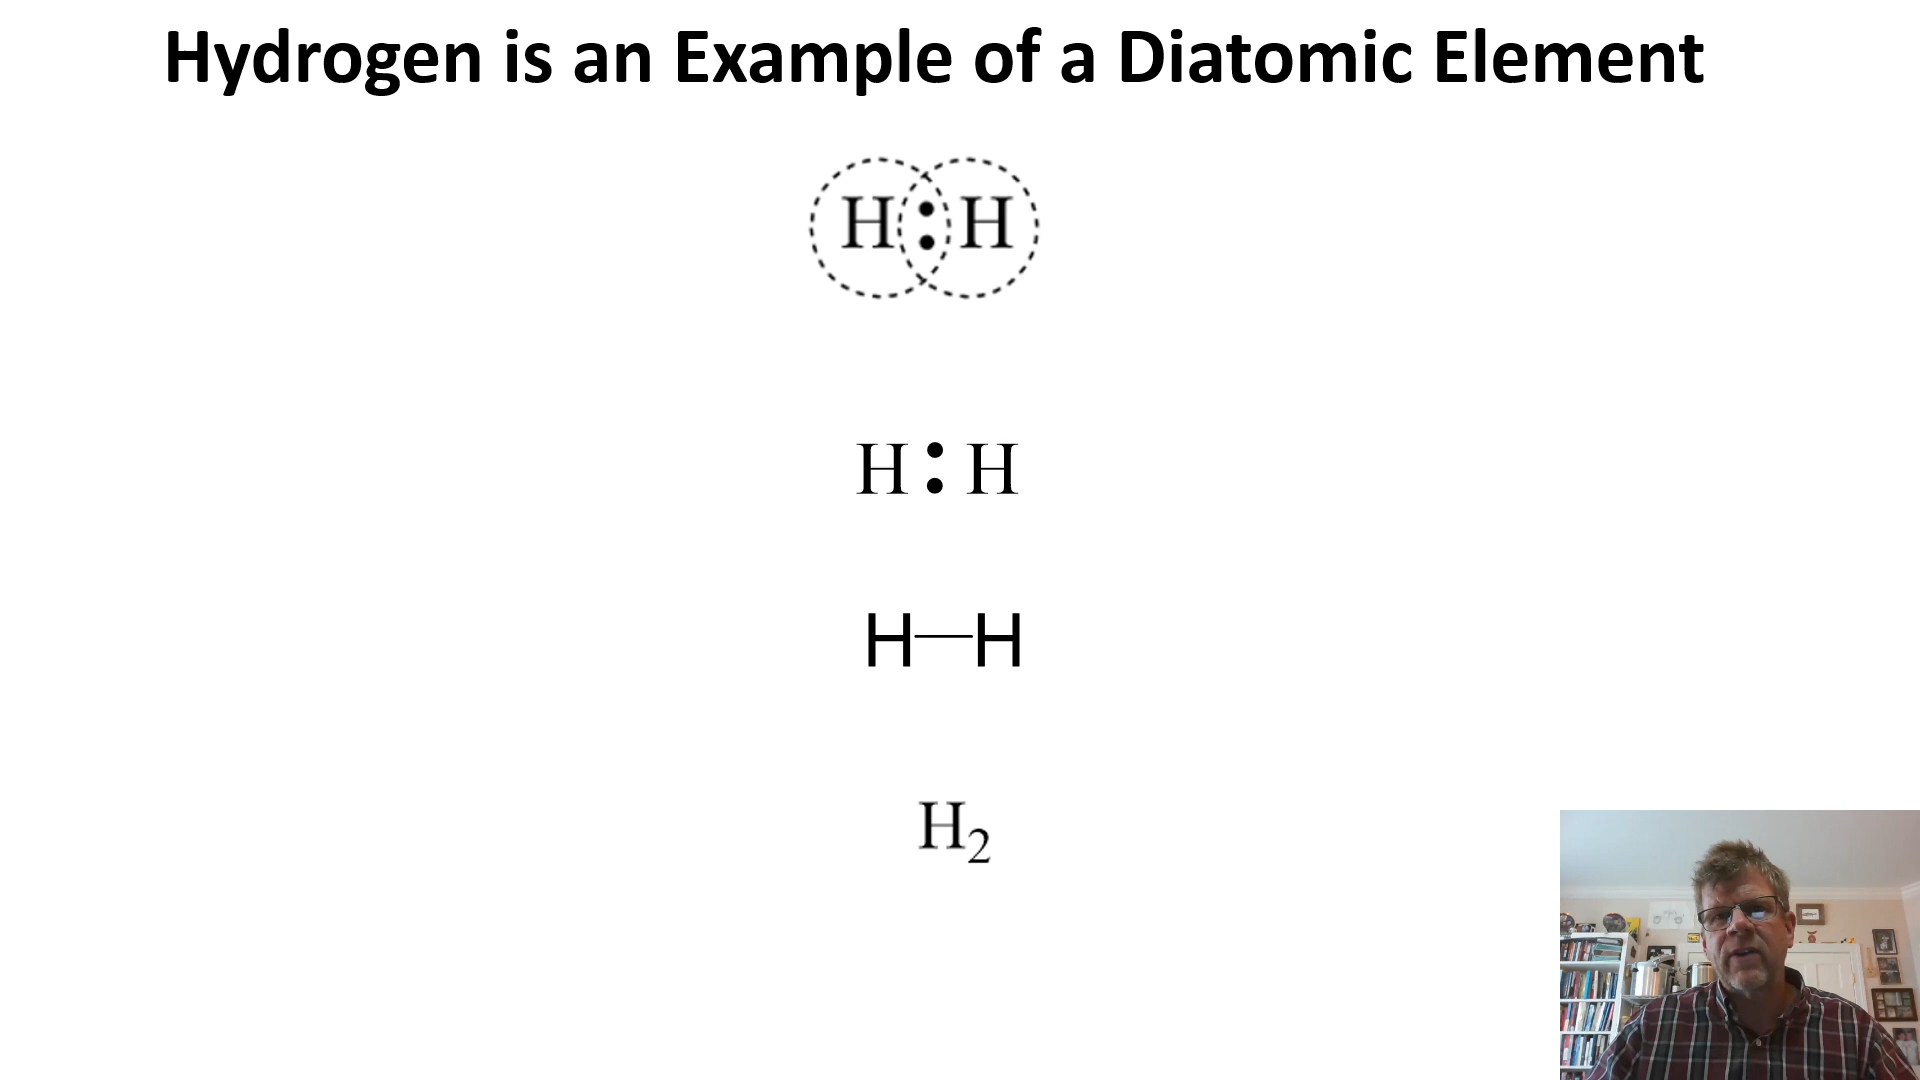 Hydrogen is an Example of a Diatomic Element
H:H
H:H
H—H
H₂